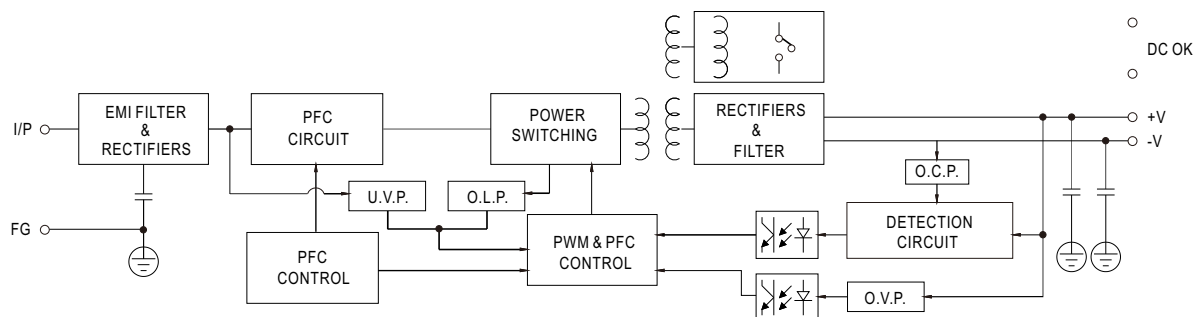 DC OK
I/P
EMI FILTER
&
RECTIFIERS
PFC
CIRCUIT
POWER
SWITCHING
RECTIFIERS
&
FILTER
+V
-V
U.V.P.
O.L.P.
O.C.P.
FG
PFC
CONTROL
PWM & PFC
CONTROL
DETECTION
CIRCUIT
O.V.P.